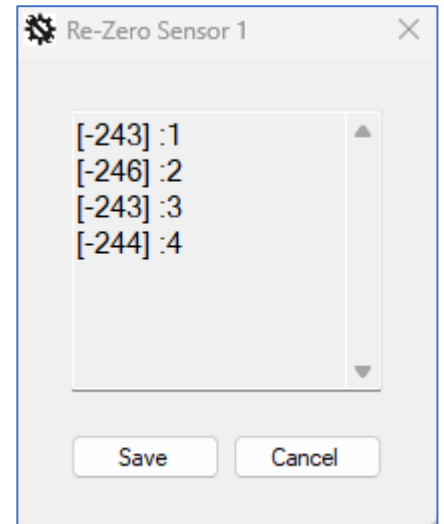 Re-Zero Sensor 1
[-243] :1
[-246] :2
[-243] :3
[-244] :4
Save
Cancel